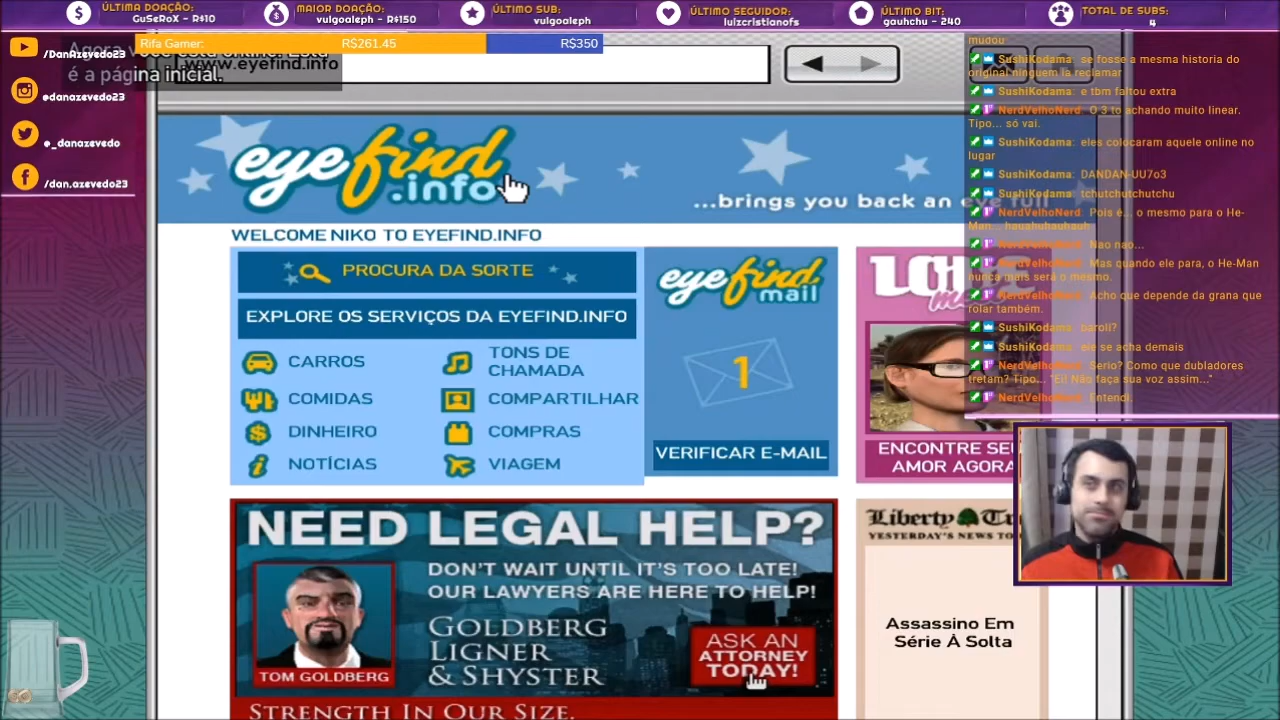 ÚLTIMA DOAÇÃO:
GuSeRoX - R$10
MAIOR DOAÇÃO:
vulgoaleph - R$150
ÚLTIMO SUB:
vulgoaleph
ÚLTIMO SEGUIDOR:
luizcristianofs
ÚLTIMO BIT:
gauhchu - 240
TOTAL DE SUBS:
4
/DanAzevedo23
@danazevedo23
@_danazevedo
/dan.azevedo23
Rifa Gamer:
R$261.45
R$350
é a página inicial.
www.eyefind.info
eyefind
.info
...brings you back an eye full
WELCOME NIKO TO EYEFIND.INFO
PROCURA DA SORTE
EXPLORE OS SERVIÇOS DA EYEFIND.INFO
CARROS
COMIDAS
DINHEIRO
NOTÍCIAS
TONS DE
CHAMADA
COMPARTILHAR
COMPRAS
VIAGEM
eyefind
mail
1
VERIFICAR E-MAIL
ENCONTRE SE
AMOR AGORA
NEED LEGAL HELP?
DON'T WAIT UNTIL IT'S TOO LATE!
OUR LAWYERS ARE HERE TO HELP!
GOLDBERG
LIGNER
& SHYSTER
TOM GOLDBERG
ASK AN
ATTORNEY
TODAY!
STRENGTH IN OUR SIZE.
Liberty Tr
YESTERDAY'S NEWS TO
Assassino Em
Série À Solta
mudou
SushiKodama: se fosse a mesma historia do
original ninguem ia reclamar
SushiKodama: e tbm faltou extra
NerdVelhoNerd: O 3 to achando muito linear.
Tipo... só vai.
SushiKodama: eles colocaram aquele online no
lugar
SushiKodama: DANDAN-UU7o3
SushiKodama: tchutchutchutchu
NerdVelhoNerd: Pois é... o mesmo para o He-
Man... hauahuhauhauh
NerdVelhoNerd: Nao nao...
NerdVelhoNerd: Mas quando ele para, o He-Man
nunca mais será o mesmo.
NerdVelhoNerd: Acho que depende da grana que
rolar também.
SushiKodama: baroli?
SushiKodama: ele se acha demais
NerdVelhoNerd: Serio? Como que dubladores
tretam? Tipo... "Ei! Não faça sua voz assim..."
NerdVelhoNerd: Entendi.